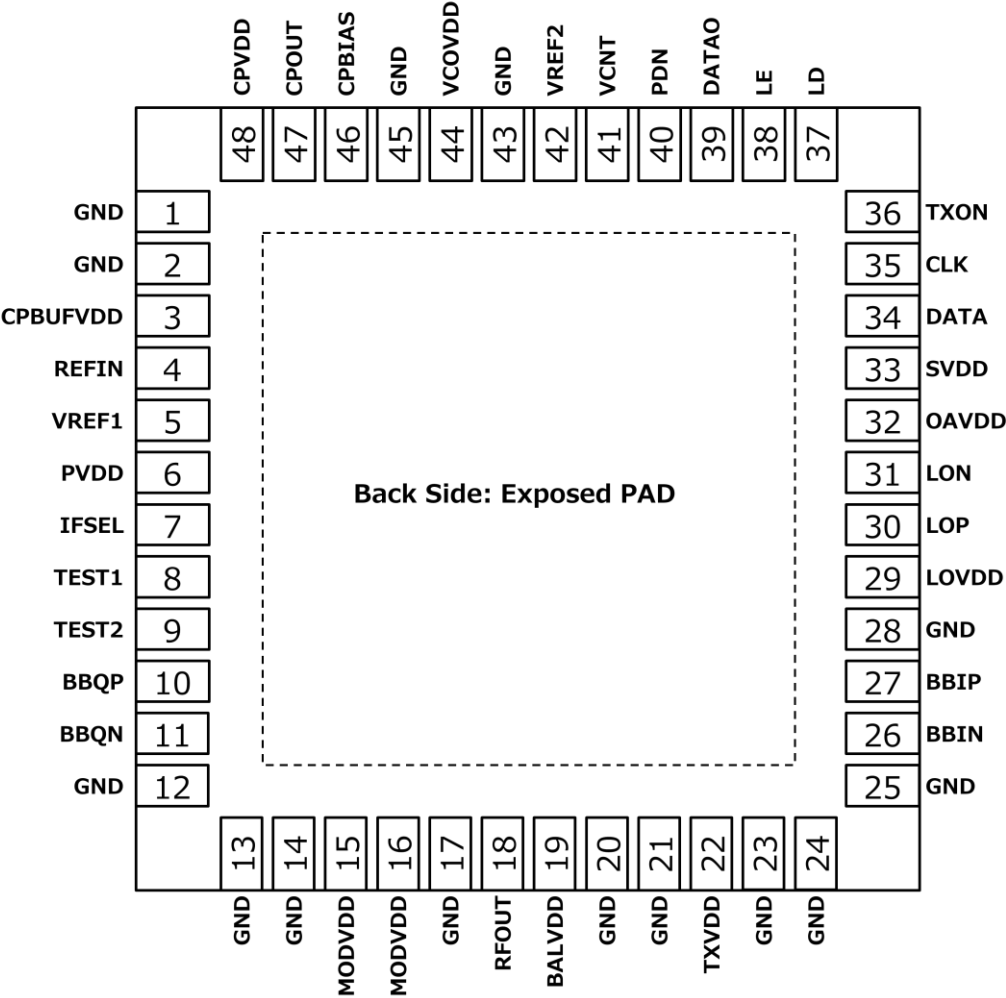 CPVDD CPOUT CPBIAS GND VCOVDD GND VREF2 VCNT PDN DATAO LE LD
48 47 46 45 44 43 42 41 40 39 38 37
GND 1 36 TXON
GND 2 35 CLK
CPBUFVDD 3 34 DATA
REFIN 4 33 SVDD
VREF1 5 32 OAVDD
PVDD 6 31 LON
Back Side: Exposed PAD
IFSEL 7 30 LOP
TEST1 8 29 LOVDD
TEST2 9 28 GND
BBQP 10 27 BBIP
BBQN 11 26 BBIN
GND 12 25 GND
13 14 15 16 17 18 19 20 21 22 23 24
GND GND MODVDD MODVDD GND RFOUT BALVDD GND GND TXVDD GND GND